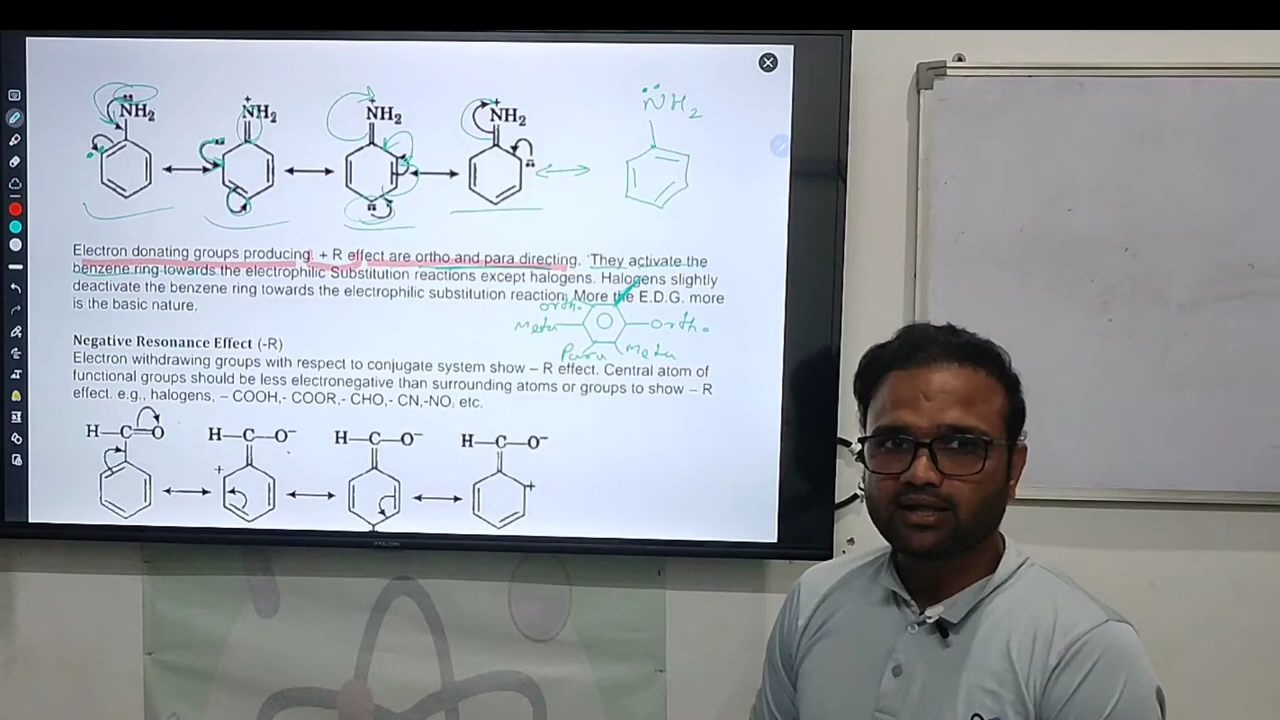 N̈H2
+NH2
+NH2
+NH2
N̈H2
Electron donating groups producing + R effect are ortho and para directing. They activate the
benzene ring towards the electrophilic Substitution reactions except halogens. Halogens slightly
deactivate the benzene ring towards the electrophilic substitution reaction. More the E.D.G. more
is the basic nature.
ortho
Meta
Ortho
Para
Meta
Negative Resonance Effect (-R)
Electron withdrawing groups with respect to conjugate system show – R effect. Central atom of
functional groups should be less electronegative than surrounding atoms or groups to show – R
effect. e.g., halogens, – COOH,- COOR,- CHO,- CN,-NO, etc.
H—C=O
H—C—O−
H—C—O−
H—C—O−
+
+